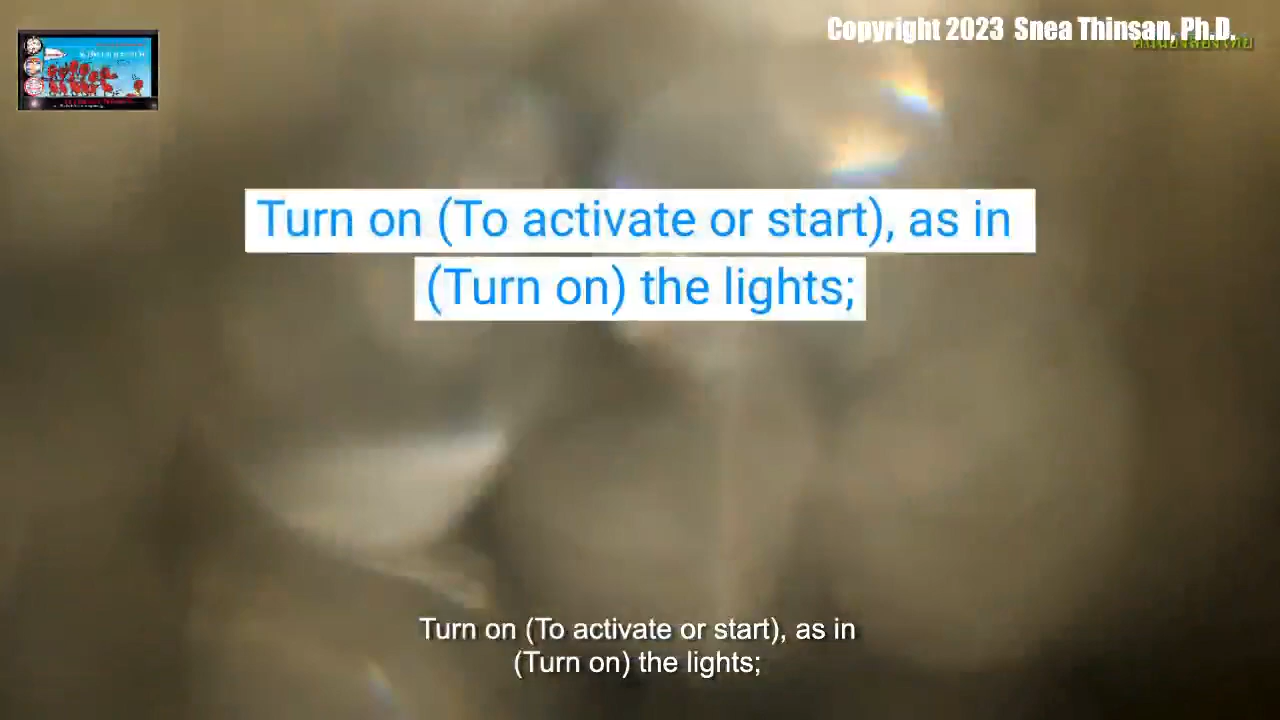 Copyright 2023 Snea Thinsan, Ph.D.
Turn on (To activate or start), as in
(Turn on) the lights;
Turn on (To activate or start), as in
(Turn on) the lights;